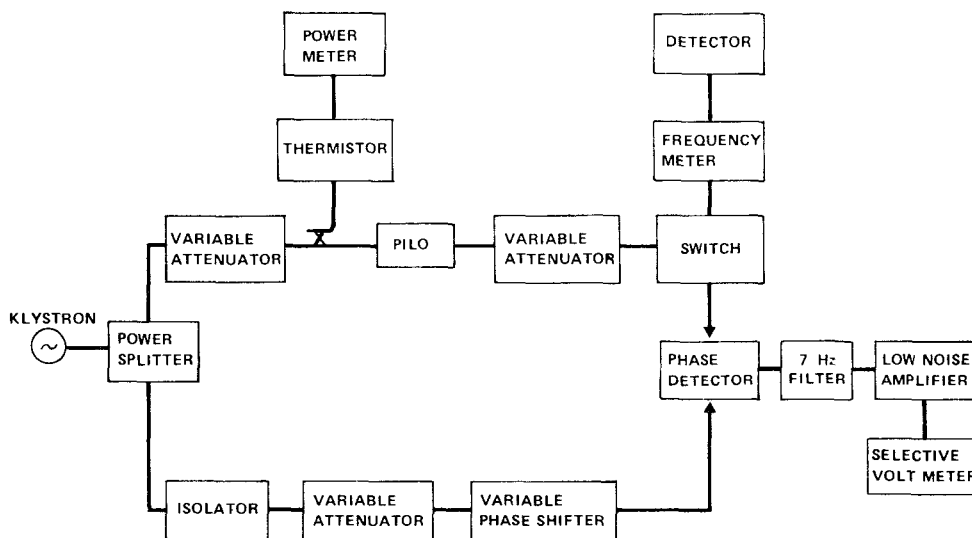 POWER
METER
DETECTOR
THERMISTOR
FREQUENCY
METER
VARIABLE
ATTENUATOR
PILO
VARIABLE
ATTENUATOR
SWITCH
KLYSTRON
POWER
SPLITTER
PHASE
DETECTOR
7 Hz
FILTER
LOW NOISE
AMPLIFIER
SELECTIVE
VOLT METER
ISOLATOR
VARIABLE
ATTENUATOR
VARIABLE
PHASE SHIFTER